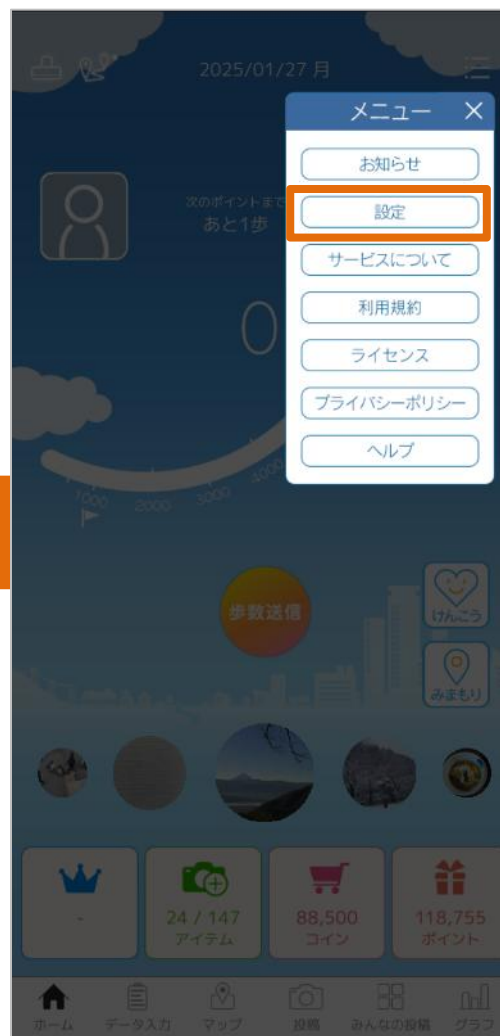 2025/01/27 月
メニュー ✕
お知らせ
設定
サービスについて
利用規約
ライセンス
プライバシーポリシー
ヘルプ
次のポイントまで
あと1歩
0
1000 2000 3000 4000
歩数送信
けんこう
みまもり
-
24 / 147
アイテム
88,500
コイン
118,755
ポイント
ホーム データ入力 マップ 投稿 みんなの投稿 グラフ